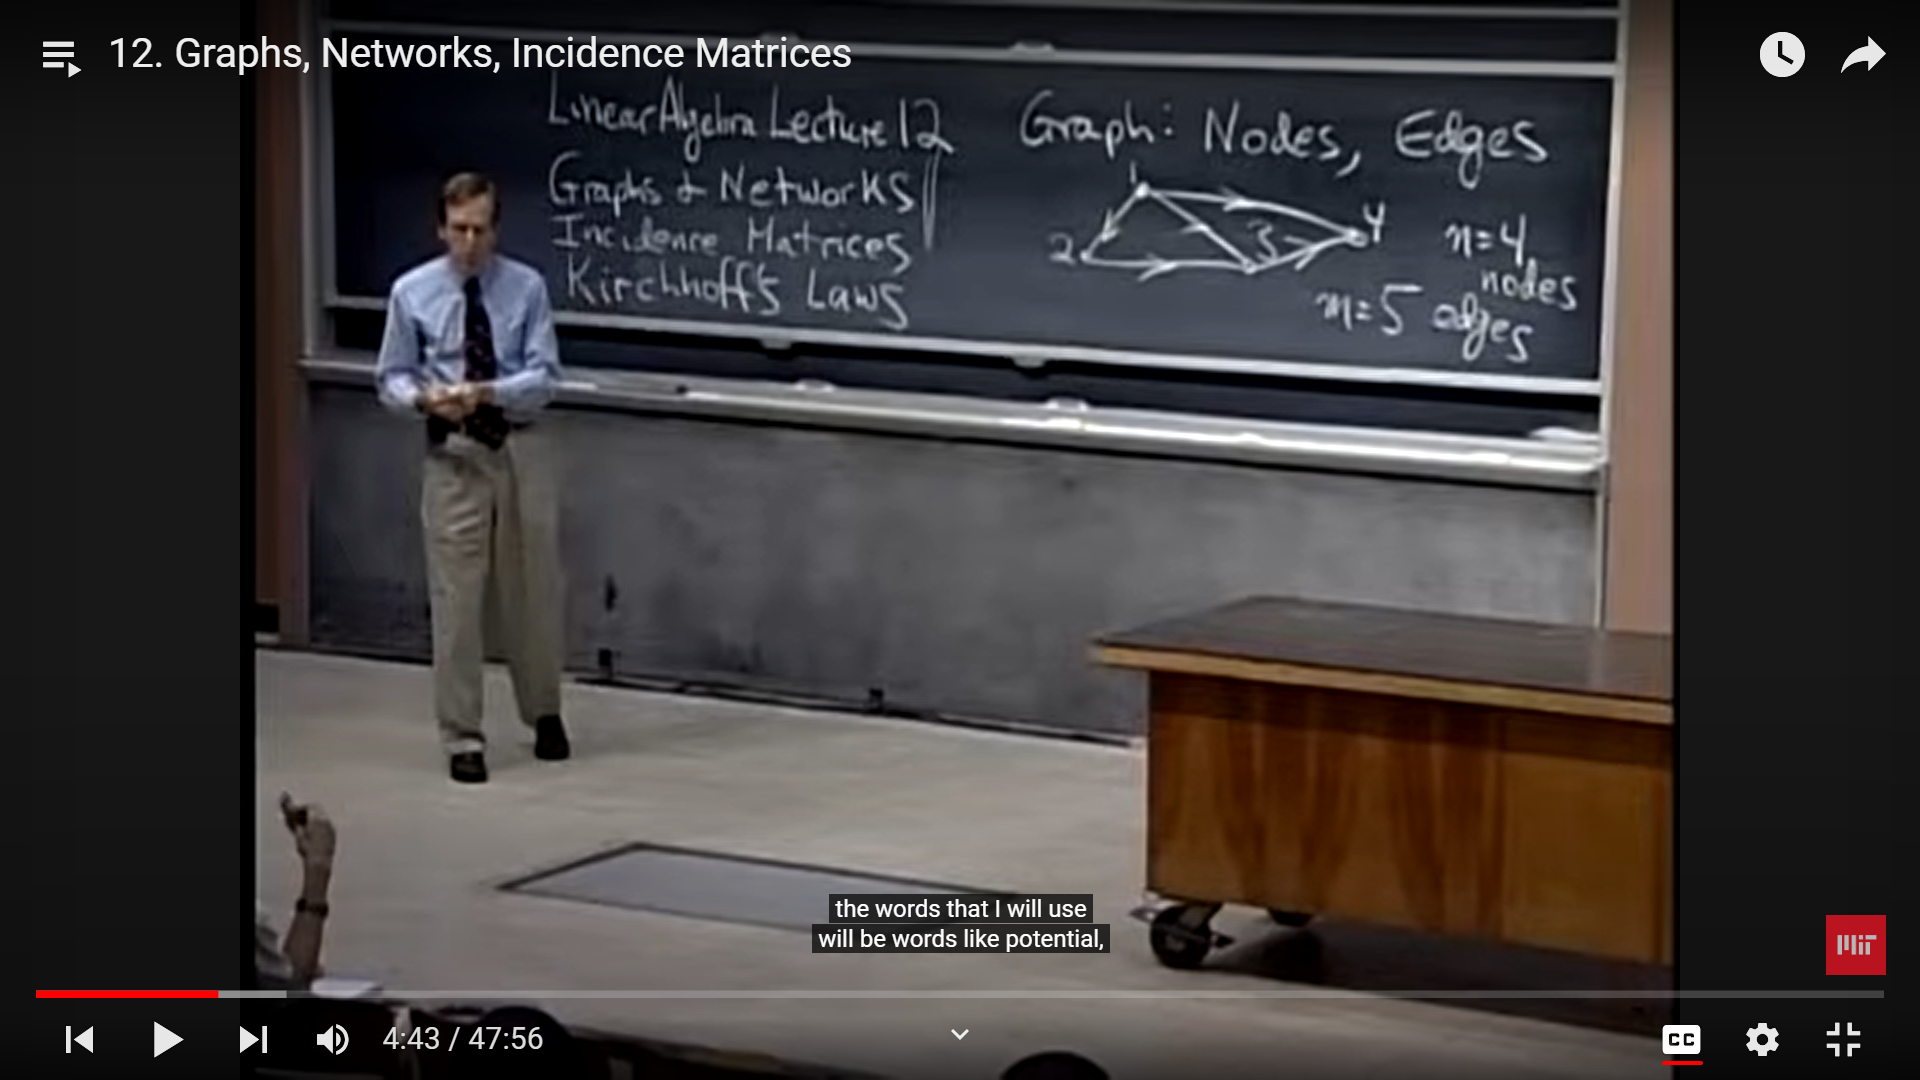 12. Graphs, Networks, Incidence Matrices
Linear Algebra Lecture 12
Graphs & Networks
Incidence Matrices
Kirchhoff's Laws
Graph: Nodes, Edges
1
2
3
4
n=4
nodes
m=5 edges
the words that I will use
will be words like potential,
MIT
4:43 / 47:56
CC